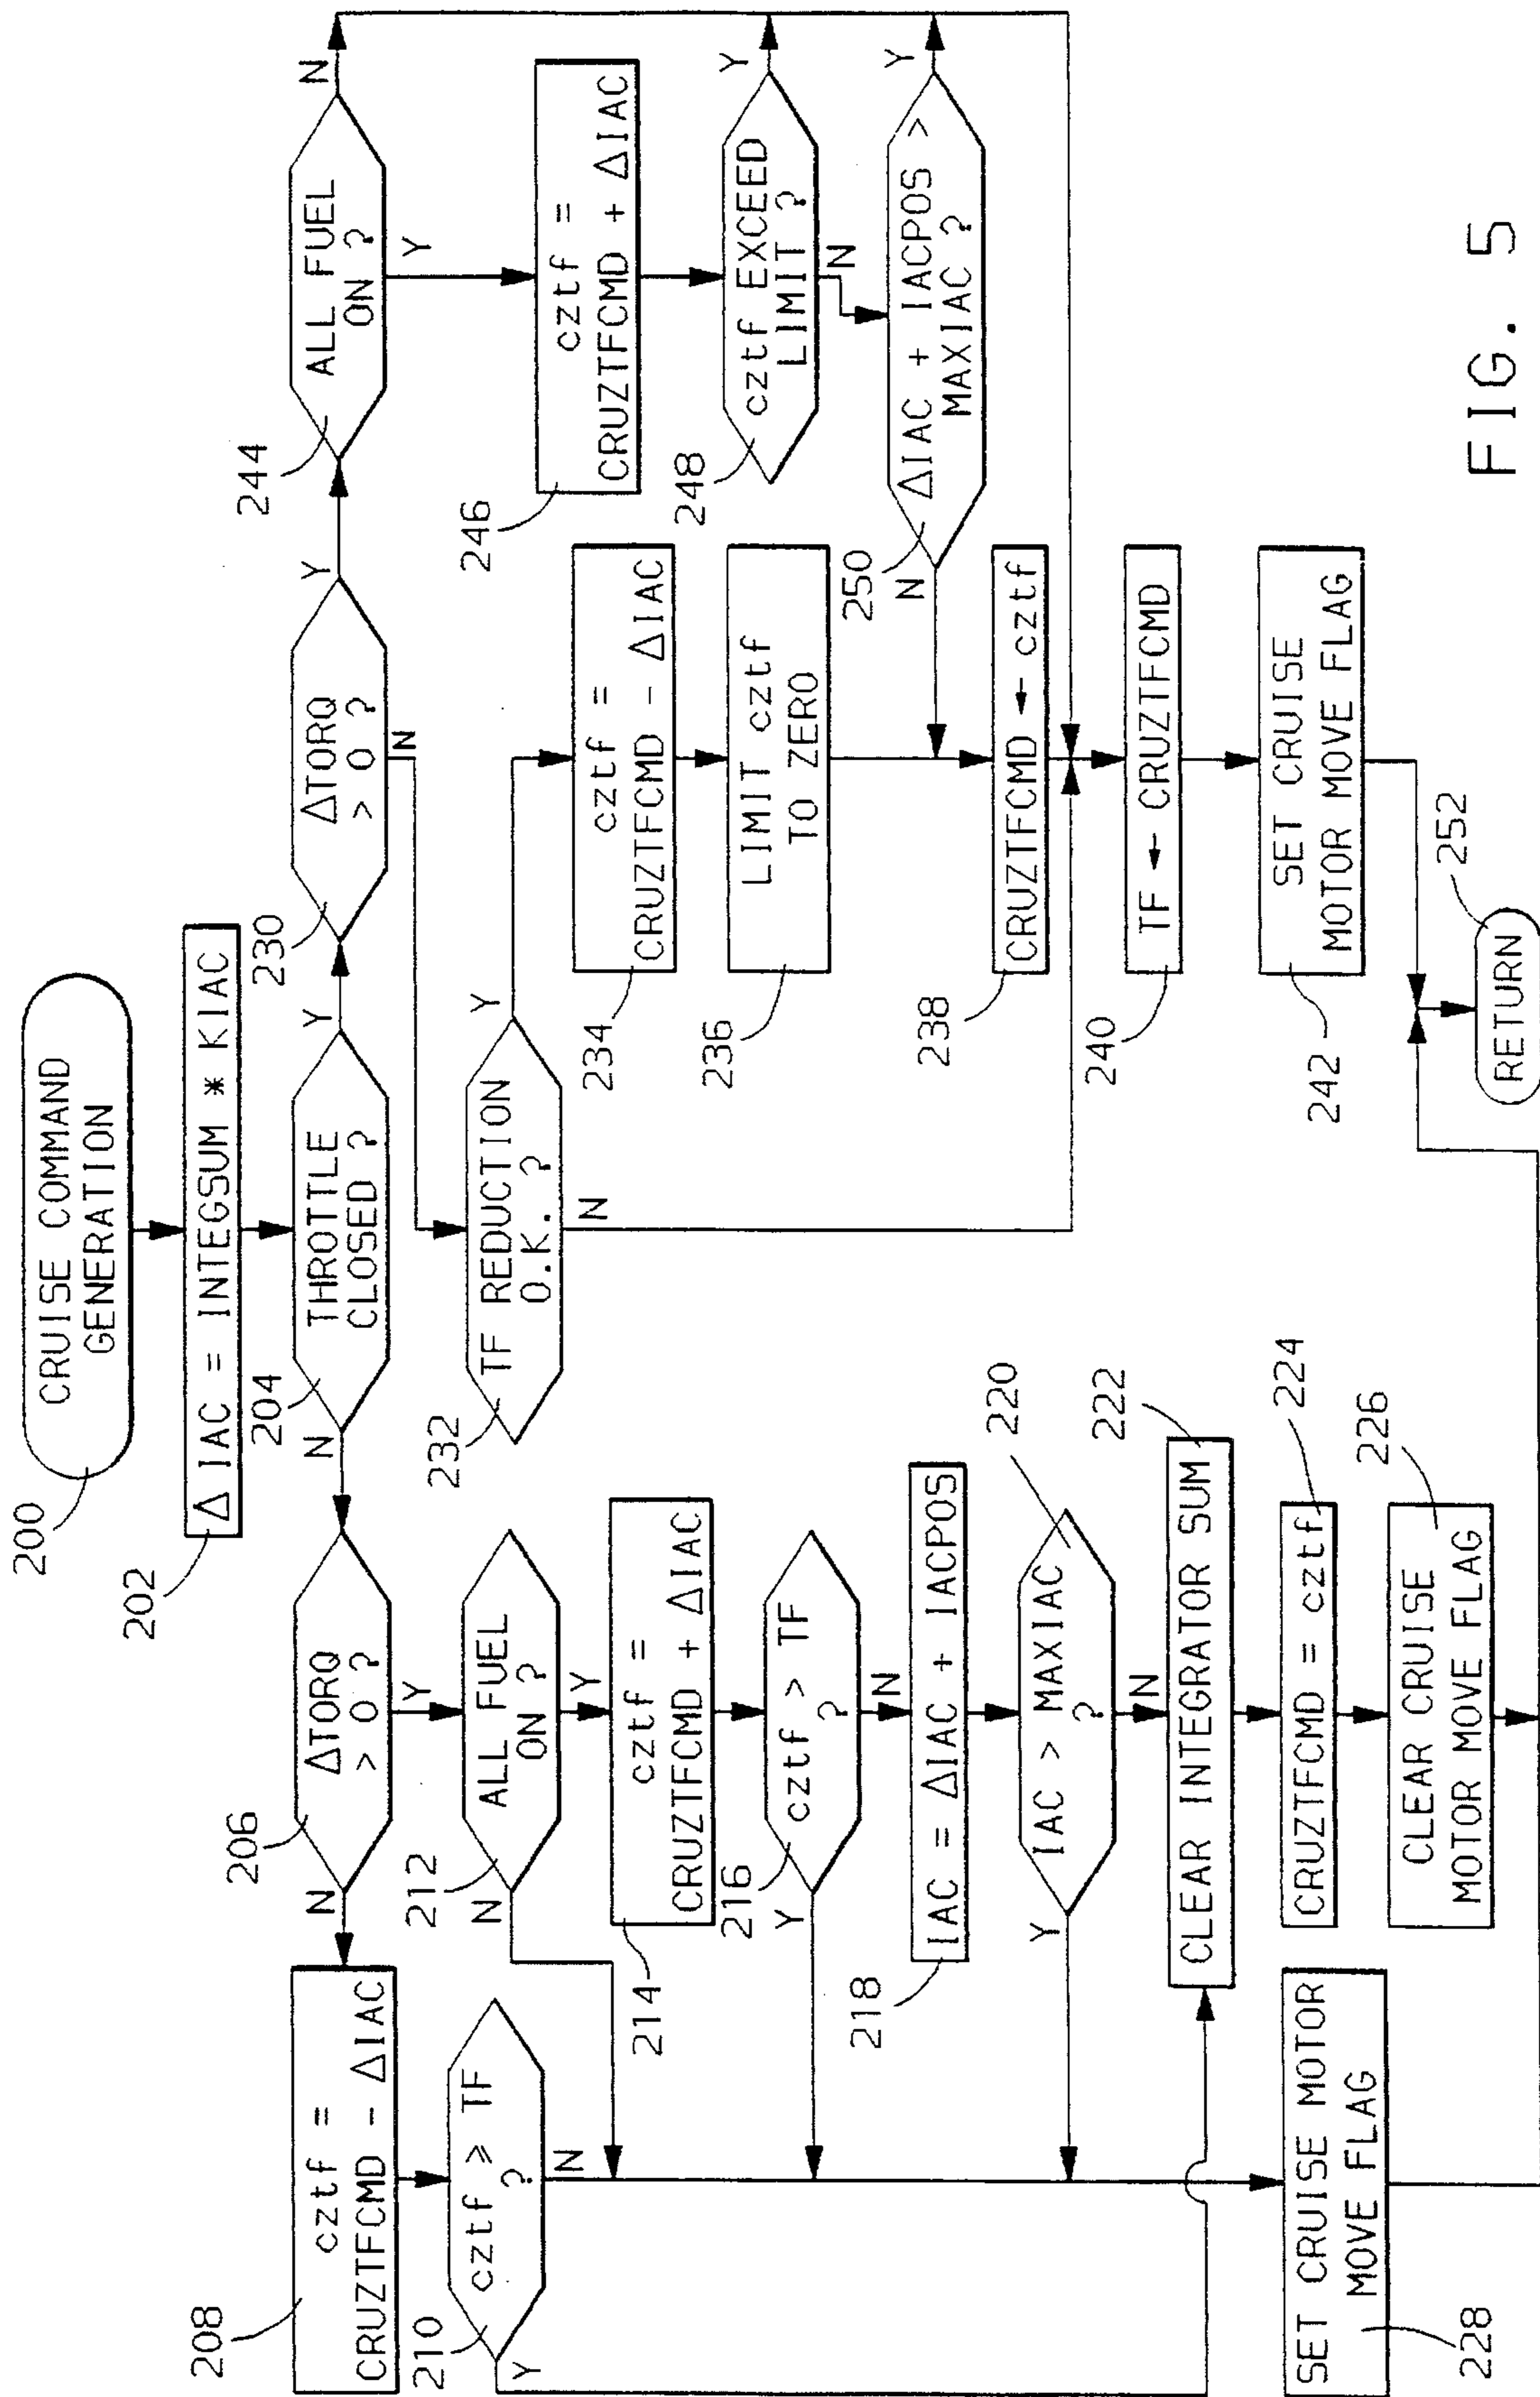 CRUISE COMMAND
GENERATION
200
Δ IAC = INTEGSUM * KIAC
202
THROTTLE
CLOSED ?
204
N
Y
ΔTORQ
> 0 ?
206
N
Y
cztf =
CRUZTFCMD - ΔIAC
208
cztf ≥ TF
?
210
Y
N
ALL FUEL
ON ?
212
N
Y
cztf =
CRUZTFCMD + ΔIAC
214
cztf > TF
?
216
Y
N
IAC = ΔIAC + IACPOS
218
IAC > MAXIAC
?
220
Y
N
CLEAR INTEGRATOR SUM
222
CRUZTFCMD = cztf
224
CLEAR CRUISE
MOTOR MOVE FLAG
226
SET CRUISE MOTOR
MOVE FLAG
228
ΔTORQ
> 0 ?
230
Y
N
TF REDUCTION
O.K. ?
232
Y
N
cztf =
CRUZTFCMD - ΔIAC
234
LIMIT cztf
TO ZERO
236
CRUZTFCMD ← cztf
238
TF ← CRUZTFCMD
240
SET CRUISE
MOTOR MOVE FLAG
242
ALL FUEL
ON ?
244
N
Y
cztf =
CRUZTFCMD + ΔIAC
246
cztf EXCEED
LIMIT ?
248
Y
N
ΔIAC + IACPOS >
MAXIAC ?
250
Y
N
RETURN
252
FIG. 5